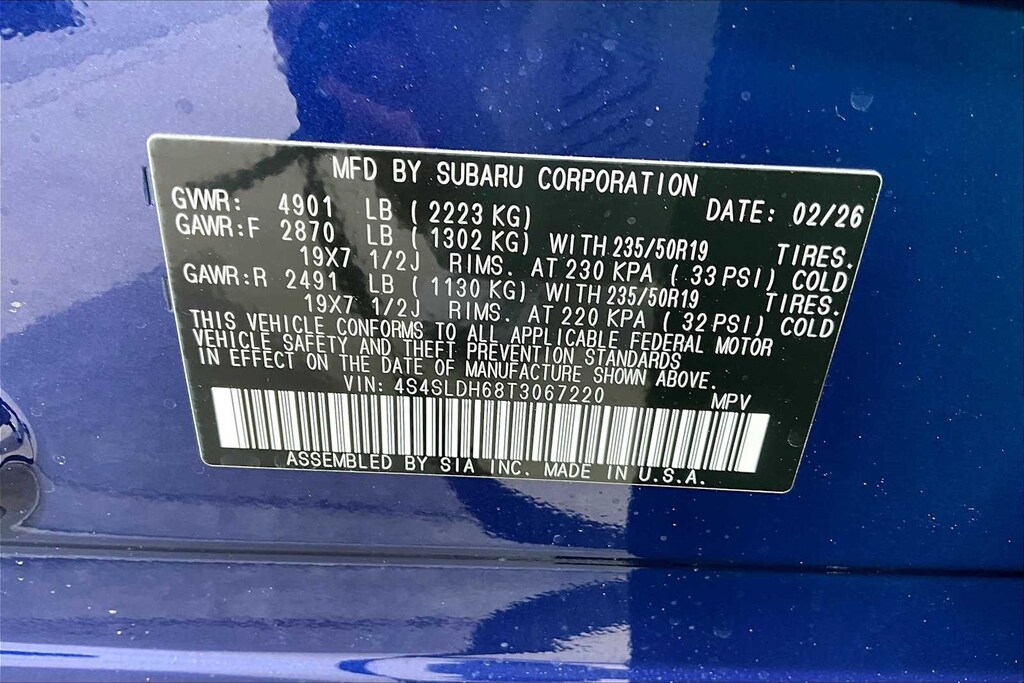 MFD BY SUBARU CORPORATION
GVWR: 4901 LB ( 2223 KG) DATE: 02/26
GAWR:F 2870 LB ( 1302 KG) WITH 235/50R19 TIRES.
19X7 1/2J RIMS. AT 230 KPA ( 33 PSI) COLD
GAWR:R 2491 LB ( 1130 KG) WITH 235/50R19 TIRES.
19X7 1/2J RIMS. AT 220 KPA ( 32 PSI) COLD
THIS VEHICLE CONFORMS TO ALL APPLICABLE FEDERAL MOTOR
VEHICLE SAFETY AND THEFT PREVENTION STANDARDS
IN EFFECT ON THE DATE OF MANUFACTURE SHOWN ABOVE.
VIN: 4S4SLDH68T3067220 MPV
ASSEMBLED BY SIA INC. MADE IN U.S.A.